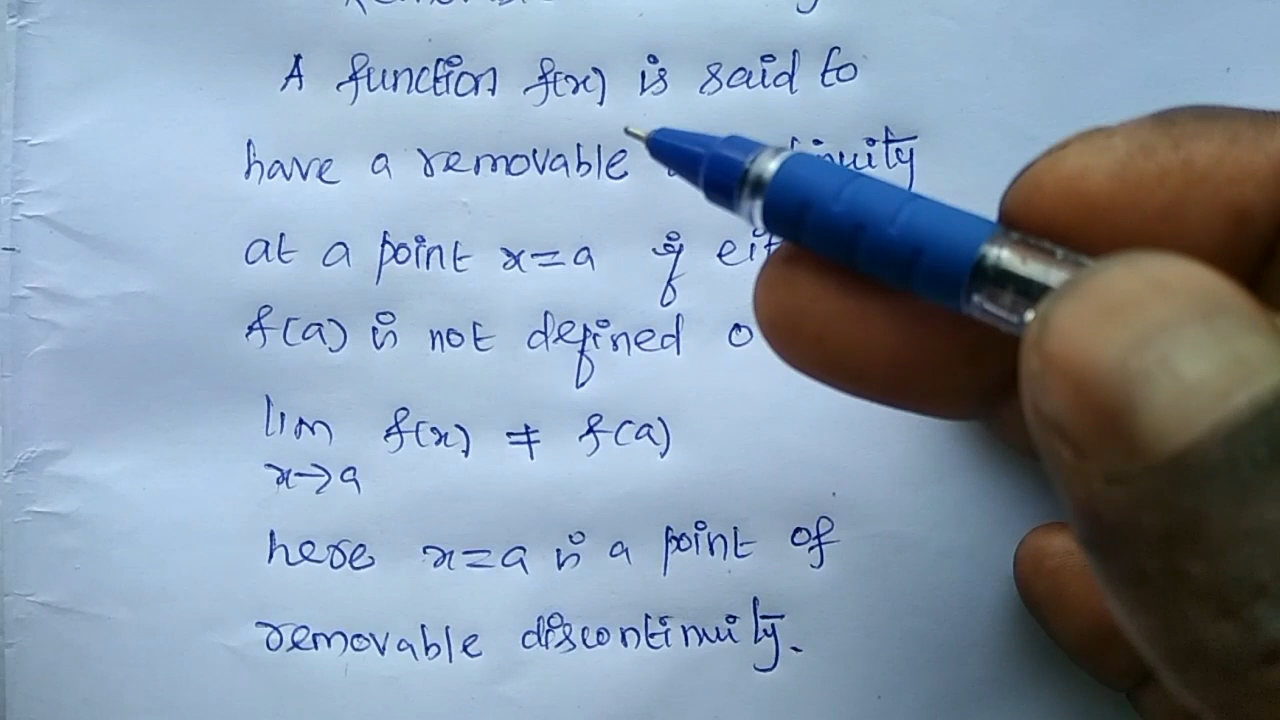 A function f(x) is said to
have a removable
at a point x=a if
f(a) is not defined
lim f(x) ≠ f(a)
x→a
here x=a is a point of
removable discontinuity.